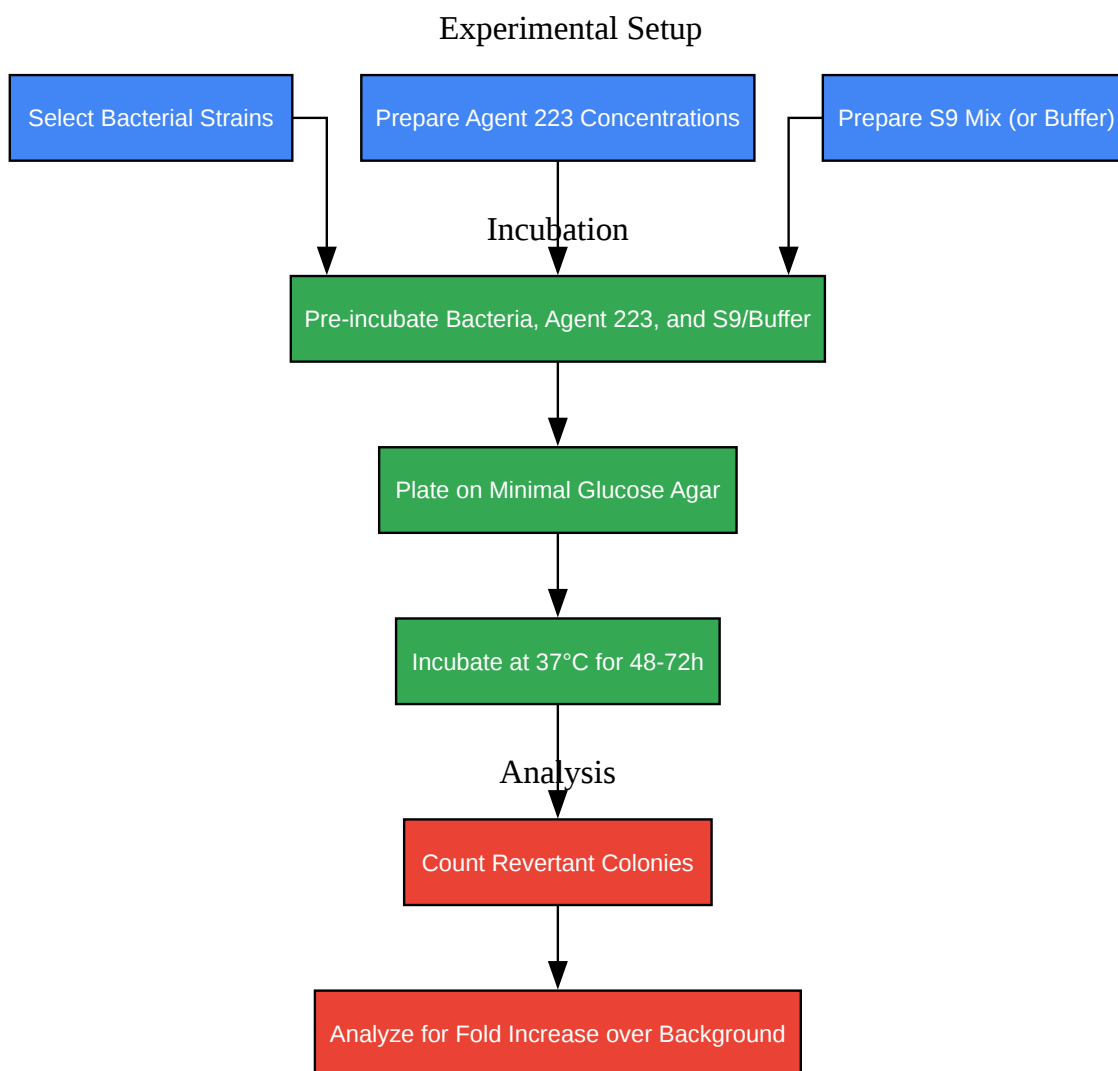 Experimental Setup
Select Bacterial Strains
Prepare Agent 223 Concentrations
Prepare S9 Mix (or Buffer)
Incubation
Pre-incubate Bacteria, Agent 223, and S9/Buffer
Plate on Minimal Glucose Agar
Incubate at 37°C for 48-72h
Analysis
Count Revertant Colonies
Analyze for Fold Increase over Background